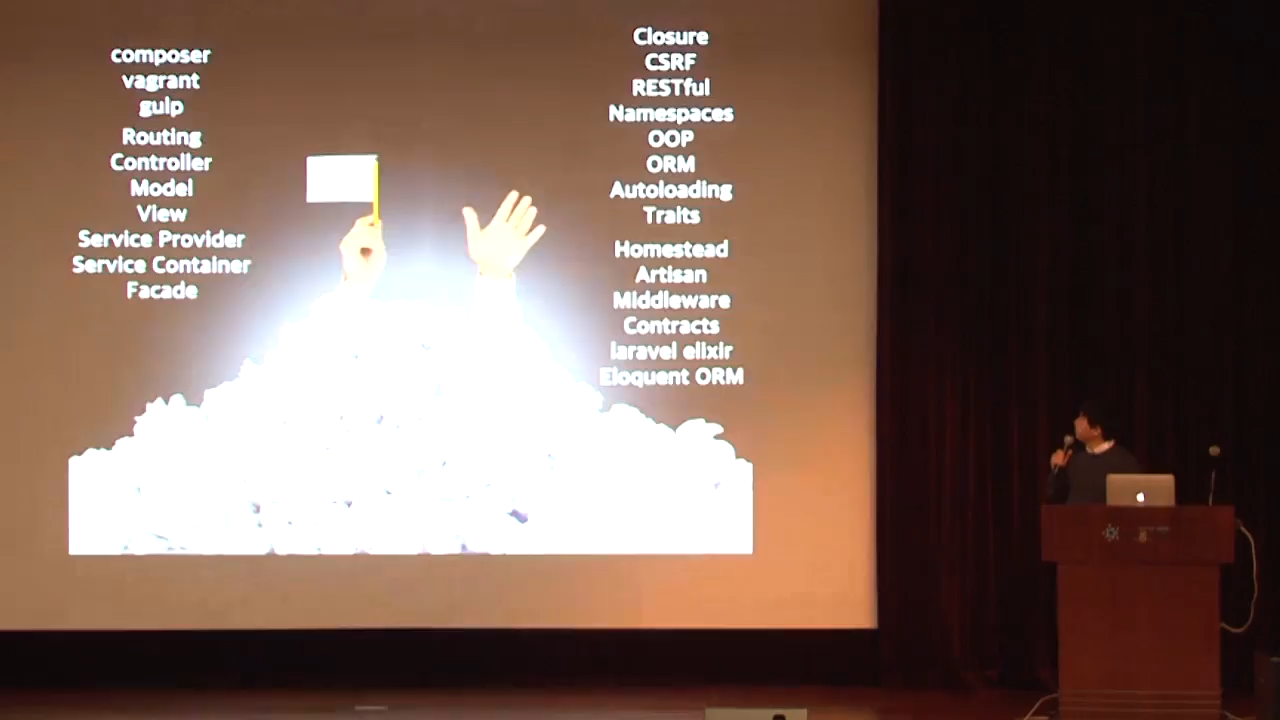 composer
vagrant
gulp
Routing
Controller
Model
View
Service Provider
Service Container
Facade
Closure
CSRF
RESTful
Namespaces
OOP
ORM
Autoloading
Traits
Homestead
Artisan
Middleware
Contracts
laravel elixir
Eloquent ORM